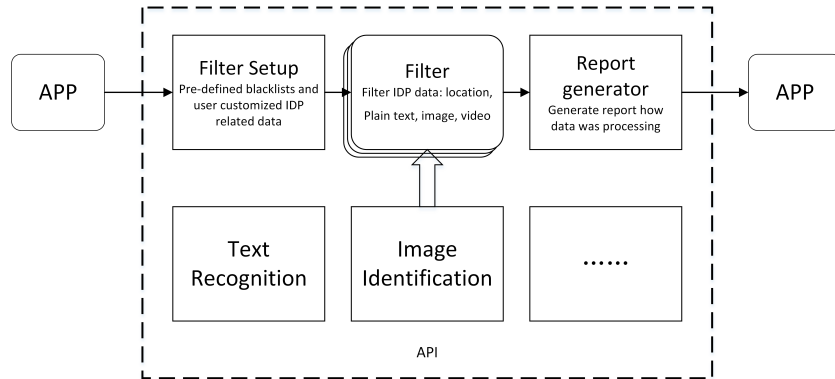 APP
Filter Setup
Pre-defined blacklists and
user customized IDP
related data
Filter
Filter IDP data: location,
Plain text, image, video
Report
generator
Generate report how
data was processing
APP
Text
Recognition
Image
Identification
……
API